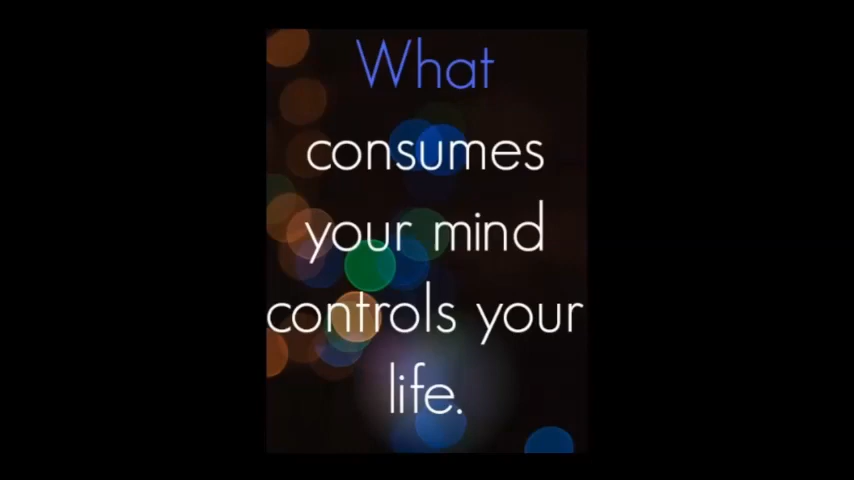 What
consumes
your mind
controls your
life.